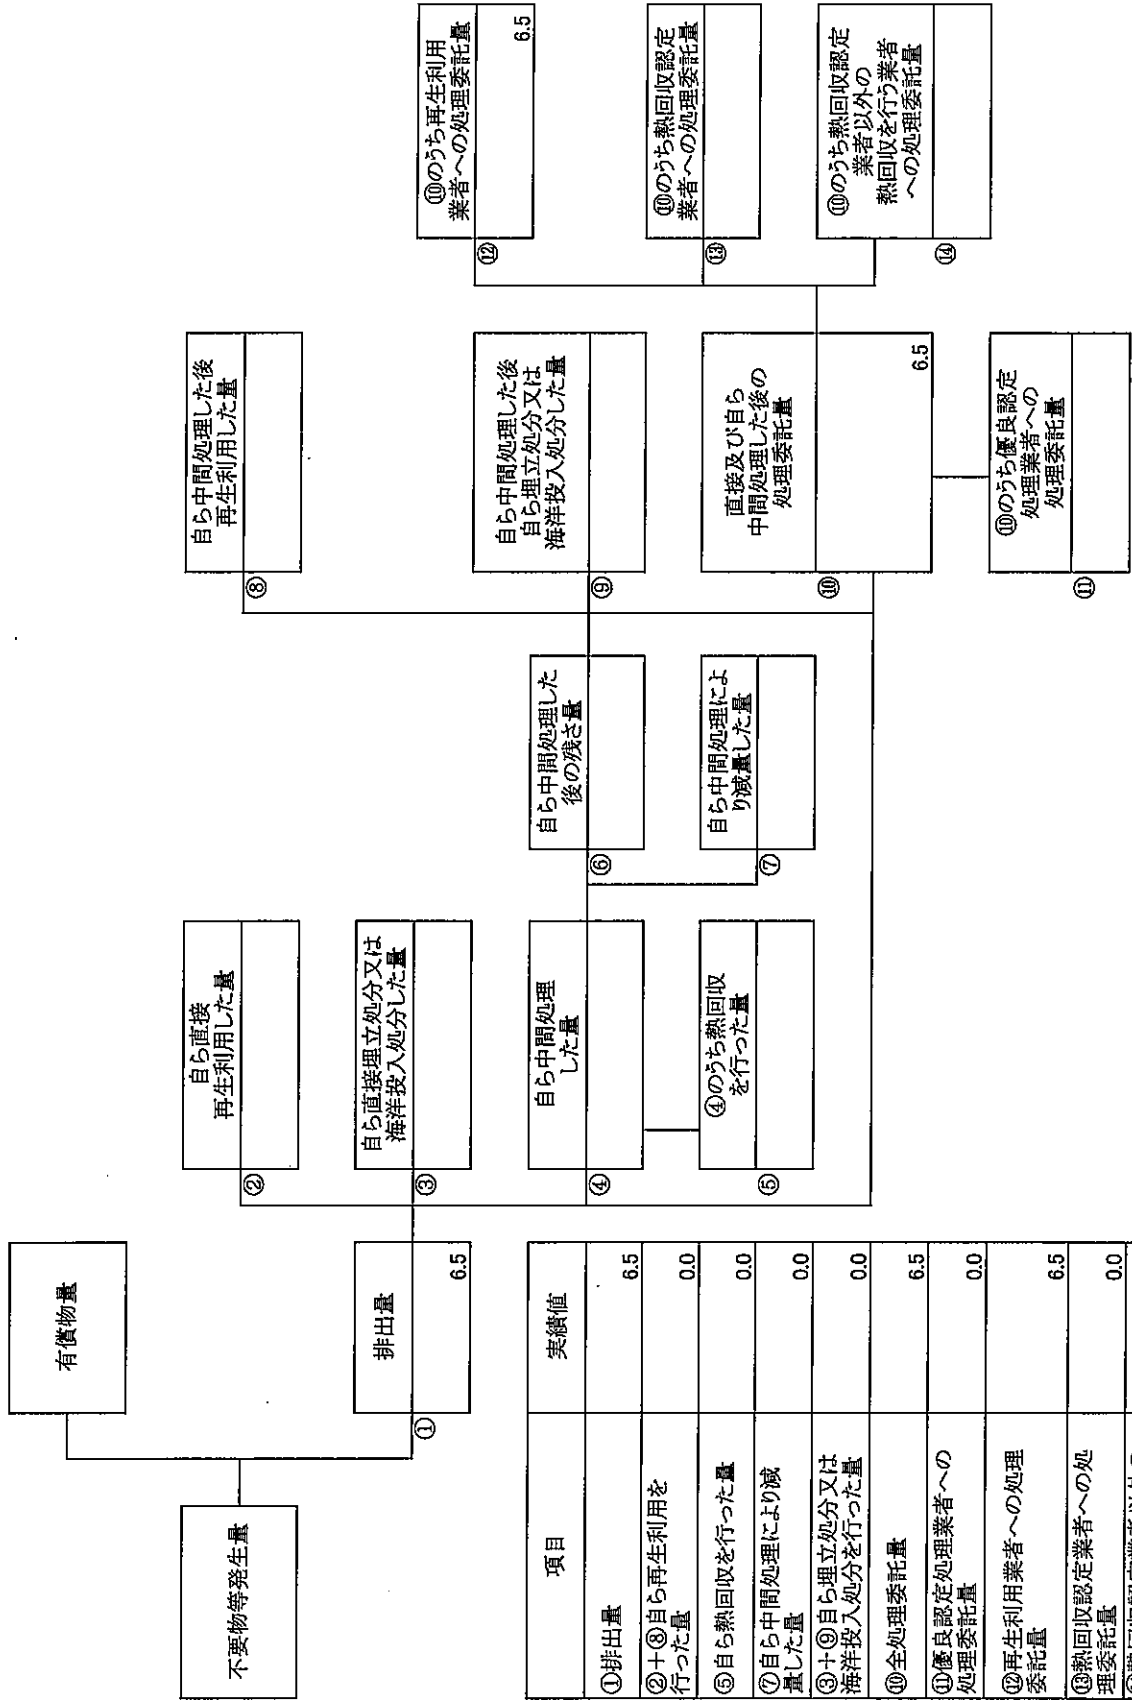 不要物等発生量
有償物量
①
排出量
6.5
②
自ら直接
再生利用した量
③
自ら直接埋立処分又は
海洋投入処分した量
④
自ら中間処理
した量
⑤
④のうち熱回収
を行った量
⑥
自ら中間処理した
後の残さ量
⑦
自ら中間処理によ
り減量した量
⑧
自ら中間処理した後
再生利用した量
⑨
自ら中間処理した後
自ら埋立処分又は
海洋投入処分した量
⑩
直接及び自ら
中間処理した後の
処理委託量
6.5
⑪
⑩のうち優良認定
処理業者への
処理委託量
⑫
⑩のうち再生利用
業者への処理委託量
6.5
⑬
⑩のうち熱回収認定
業者への処理委託量
⑭
⑩のうち熱回収認定
業者以外の
熱回収を行う業者
への処理委託量
項目 実績値
①排出量 6.5
②+⑧自ら再生利用を
行った量 0.0
⑤自ら熱回収を行った量 0.0
⑦自ら中間処理により減
量した量 0.0
③+⑨自ら埋立処分又は
海洋投入処分を行った量 0.0
⑩全処理委託量 6.5
⑪優良認定処理業者への
処理委託量 0.0
⑫再生利用業者への処理
委託量 6.5
⑬熱回収認定業者への処
理委託量 0.0